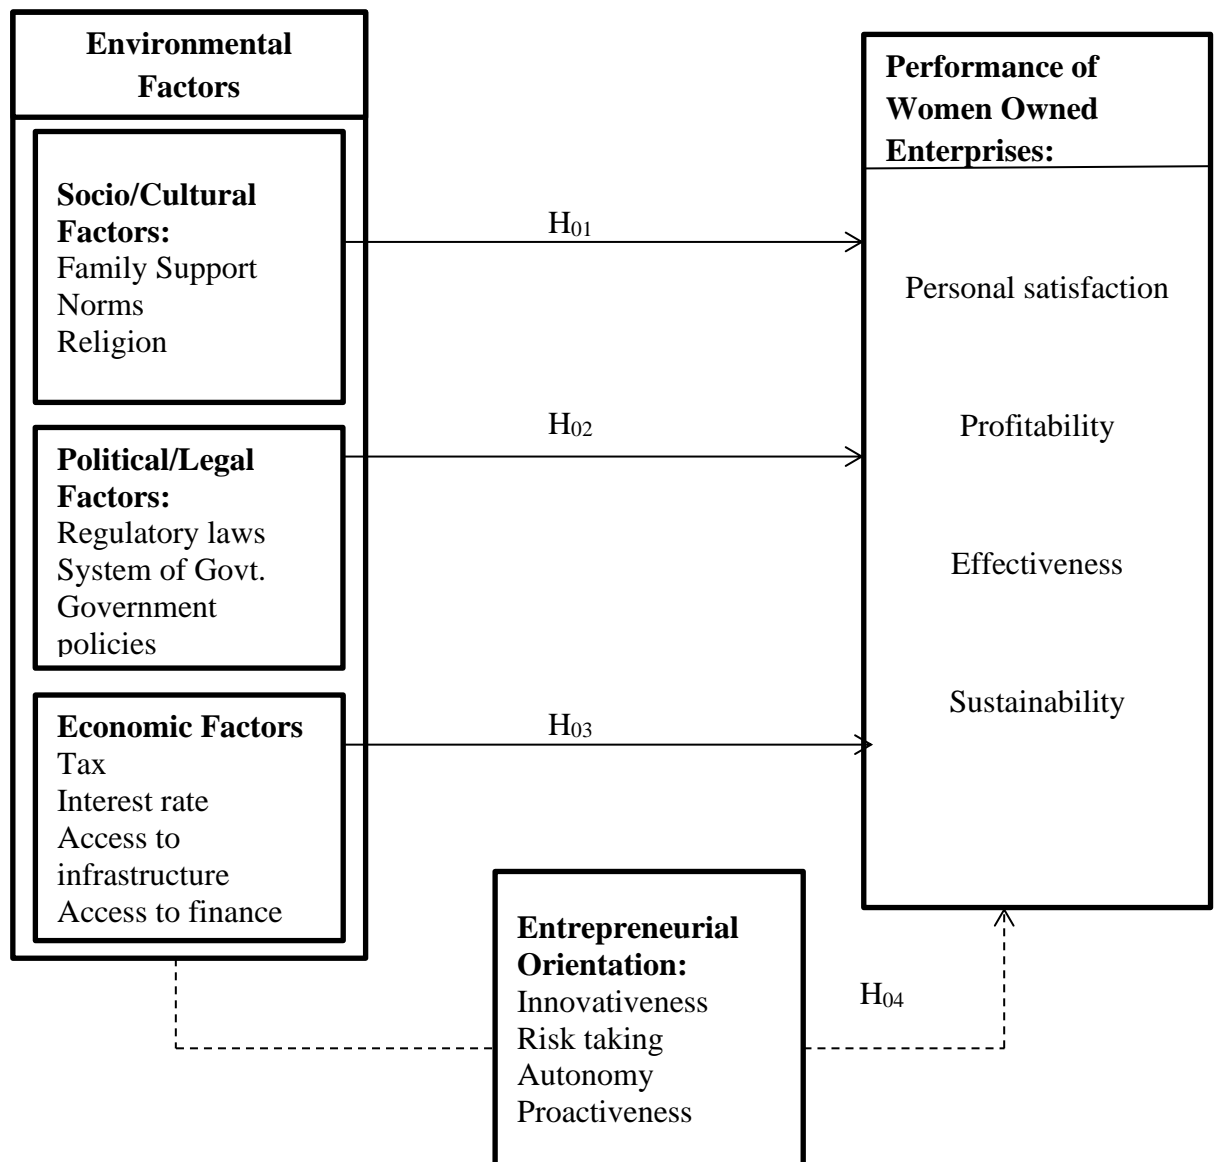 Environmental
Factors
Socio/Cultural
Factors:
Family Support
Norms
Religion
Political/Legal
Factors:
Regulatory laws
System of Govt.
Government
policies
Economic Factors
Tax
Interest rate
Access to
infrastructure
Access to finance
H01
H02
H03
Entrepreneurial
Orientation:
Innovativeness
Risk taking
Autonomy
Proactiveness
H04
Performance of
Women Owned
Enterprises:
Personal satisfaction
Profitability
Effectiveness
Sustainability